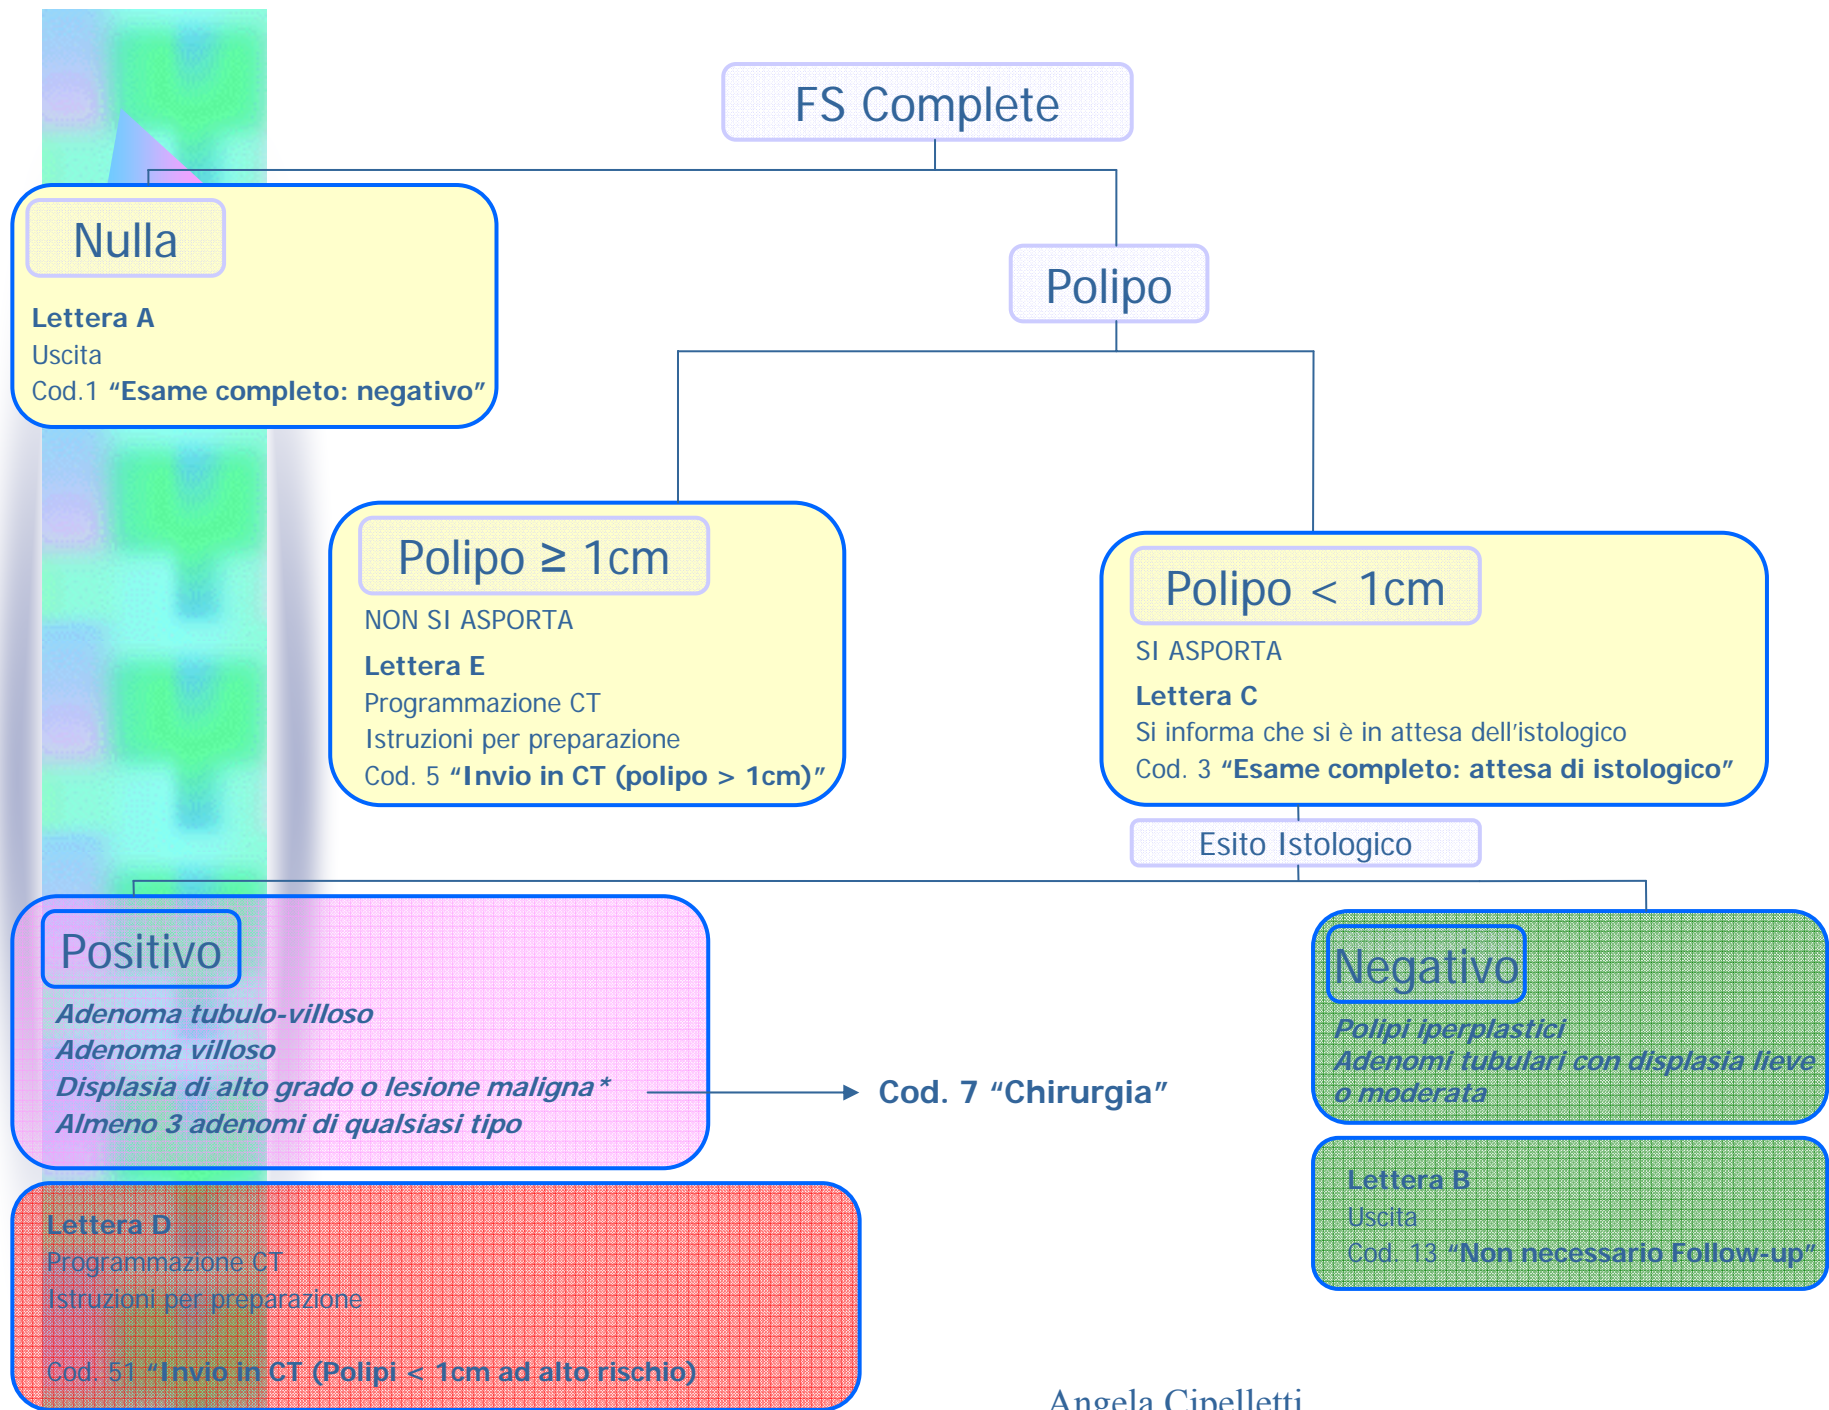 FS Complete
Nulla
Lettera A
Uscita
Cod.1 “Esame completo: negativo”
Polipo
Polipo ≥ 1cm
NON SI ASPORTA
Lettera E
Programmazione CT
Istruzioni per preparazione
Cod. 5 “Invio in CT (polipo > 1cm)”
Polipo < 1cm
SI ASPORTA
Lettera C
Si informa che si è in attesa dell’istologico
Cod. 3 “Esame completo: attesa di istologico”
Esito Istologico
Positivo
Adenoma tubulo-villoso
Adenoma villoso
Displasia di alto grado o lesione maligna*
Almeno 3 adenomi di qualsiasi tipo
Cod. 7 “Chirurgia”
Negativo
Polipi iperplastici
Adenomi tubulari con displasia lieve
o moderata
Lettera D
Programmazione CT
Istruzioni per preparazione
Cod. 51 “Invio in CT (Polipi < 1cm ad alto rischio)
Lettera B
Uscita
Cod. 13 “Non necessario Follow-up”
Angela Cipelletti